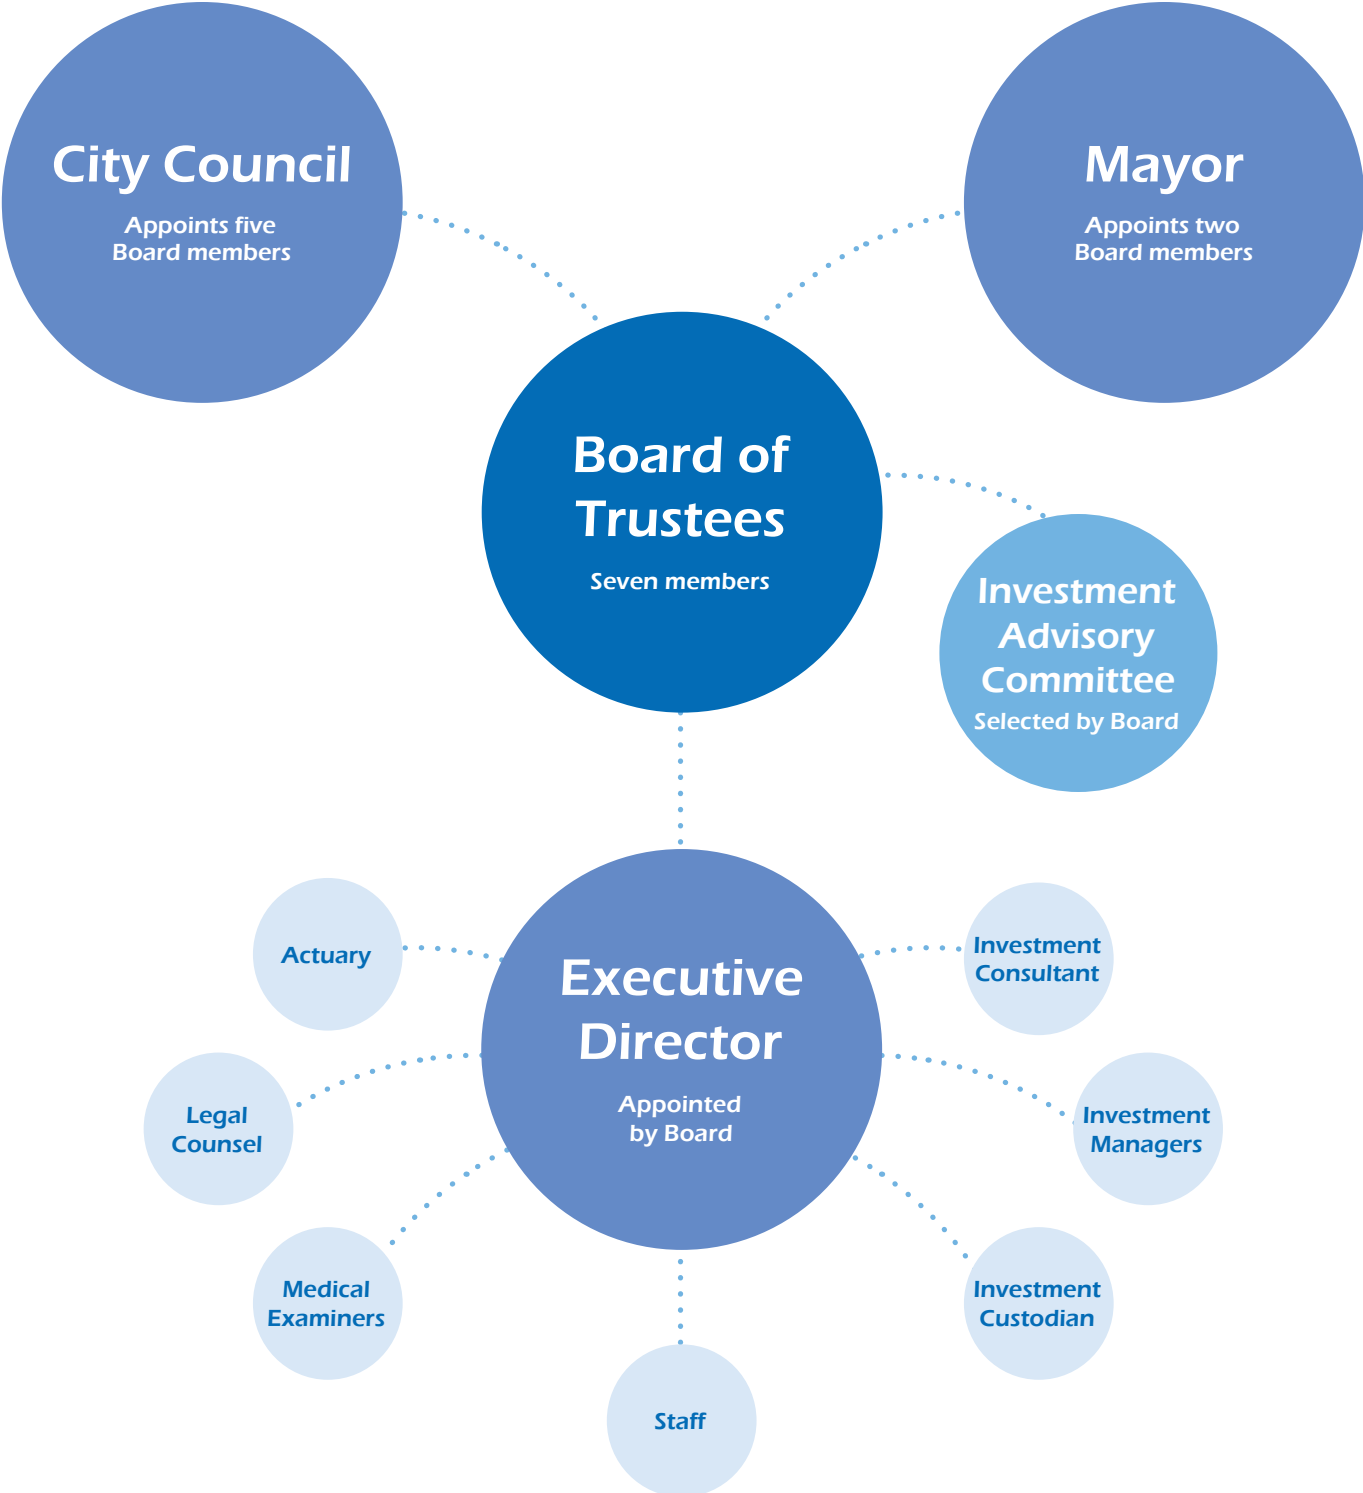 City Council
Appoints five
Board members
Mayor
Appoints two
Board members
Board of
Trustees
Seven members
Investment
Advisory
Committee
Selected by Board
Executive
Director
Appointed
by Board
Actuary
Legal
Counsel
Medical
Examiners
Staff
Investment
Consultant
Investment
Managers
Investment
Custodian